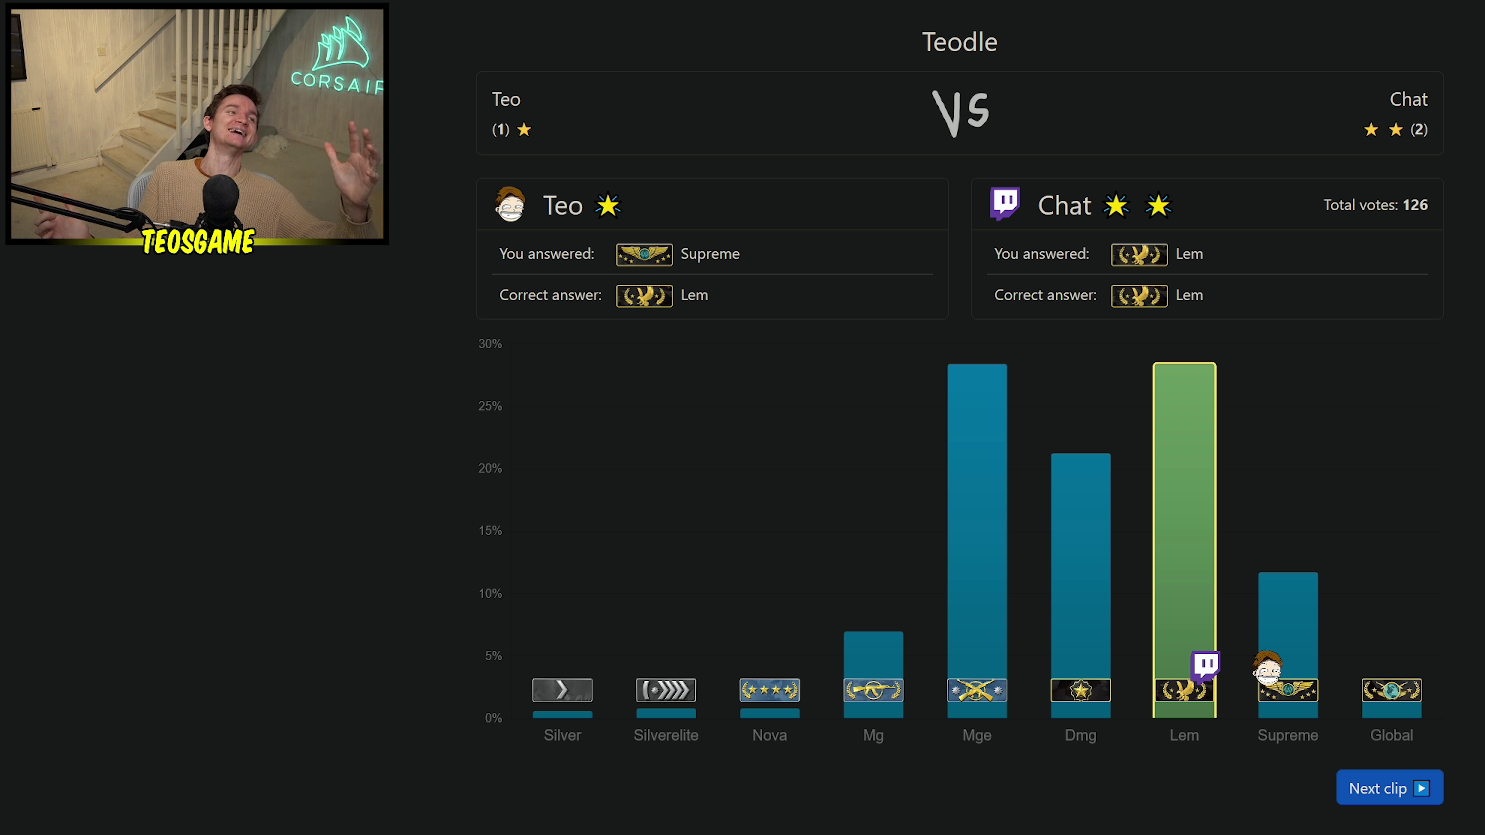 CORSAIR
TEOSGAME
Teodle
Teo
VS
Chat
(1)
(2)
Teo
Chat
Total votes: 126
You answered: Supreme
Correct answer: Lem
You answered: Lem
Correct answer: Lem
30%
25%
20%
15%
10%
5%
0%
Silver
Silverelite
Nova
Mg
Mge
Dmg
Lem
Supreme
Global
Next clip